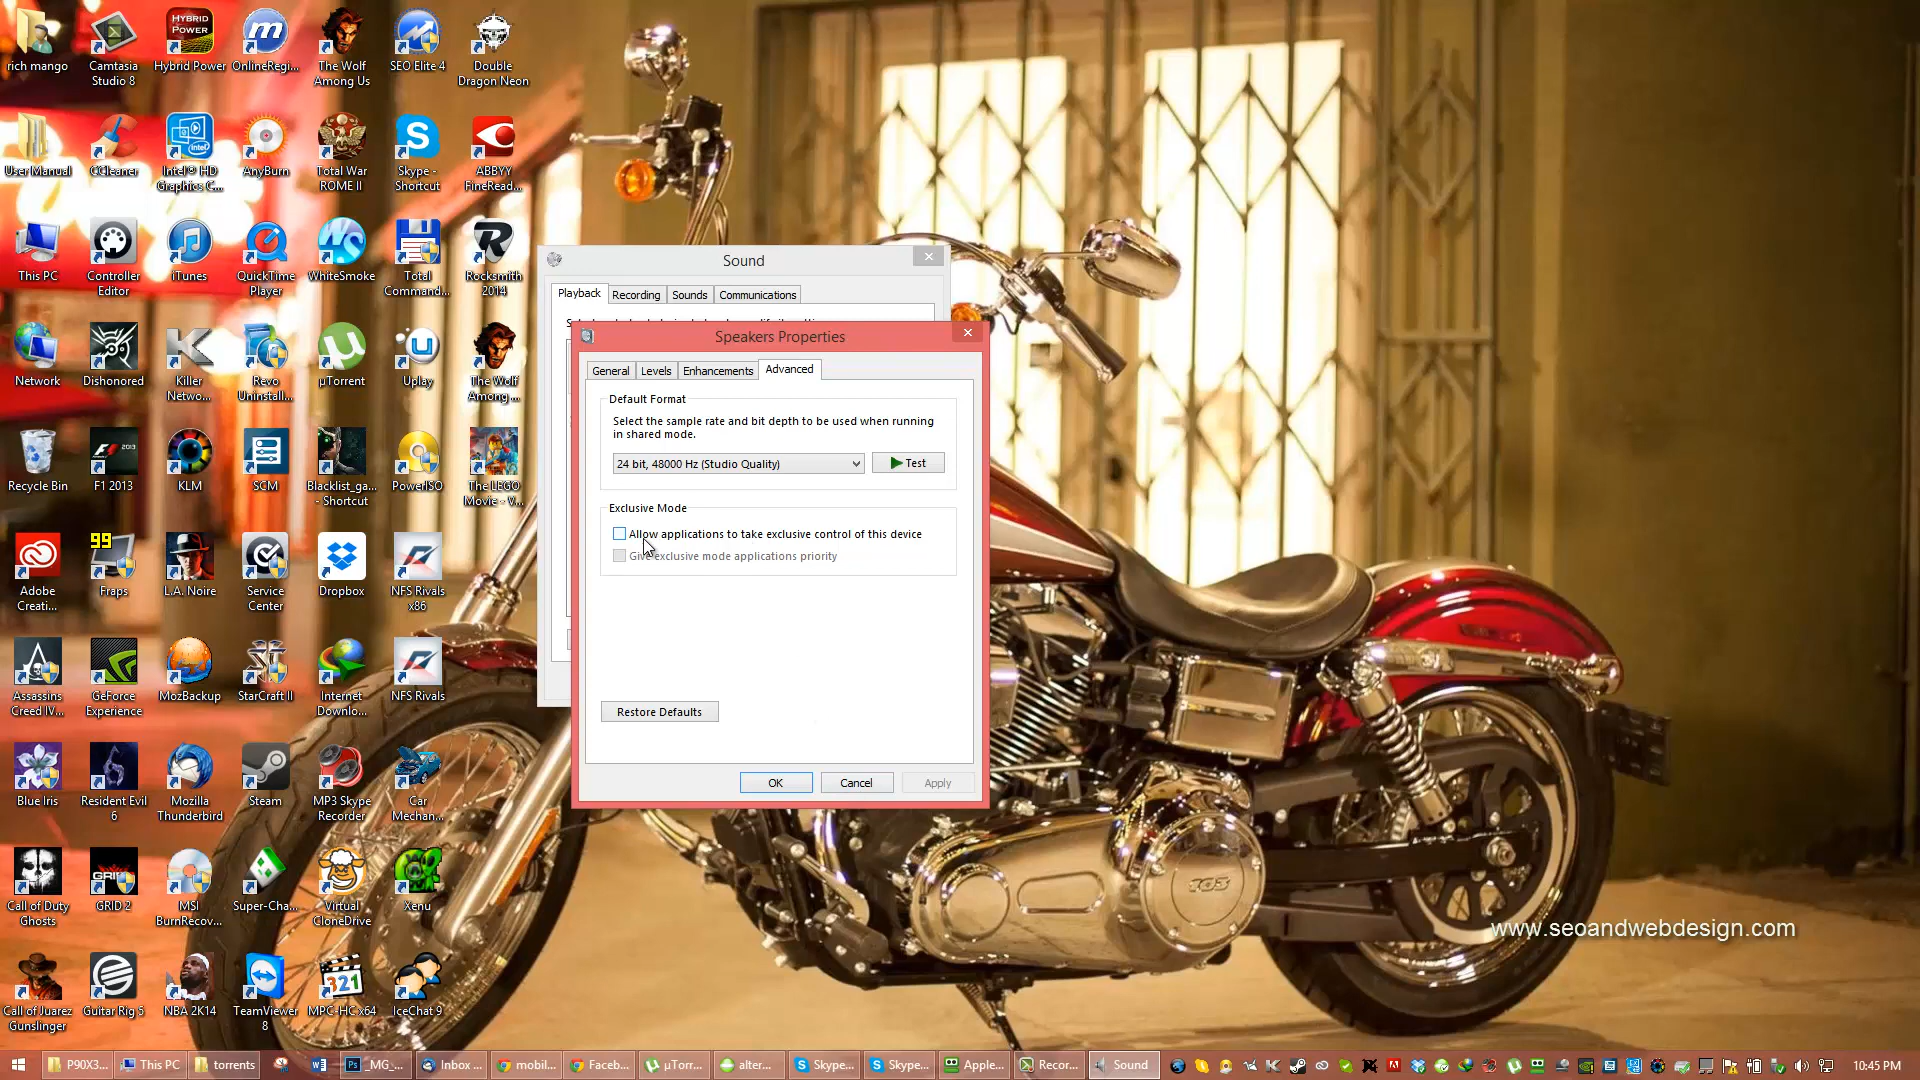 rich mango
Camtasia
Studio 8
HYBRID
POWER
Hybrid Power
OnlineRegi...
The Wolf
Among Us
SEO Elite 4
Double
Dragon Neon
User Manual
CCleaner
Intel® HD
Graphics C...
AnyBurn
Total War
ROME II
Skype -
Shortcut
ABBYY
FineRead...
This PC
Controller
Editor
iTunes
QuickTime
Player
WhiteSmoke
Total
Command...
Rocksmith
2014
Network
Dishonored
Killer
Netwo...
Revo
Uninstall...
µTorrent
Uplay
The Wolf
Among ...
Recycle Bin
F1 2013
KLM
SCM
Blacklist_ga...
- Shortcut
PowerISO
The LEGO
Movie - V...
Adobe
Creati...
99
Fraps
L.A. Noire
Service
Center
Dropbox
NFS Rivals
x86
Assassins
Creed IV...
GeForce
Experience
MozBackup
StarCraft II
Internet
Downlo...
NFS Rivals
Blue Iris
Resident Evil
6
Mozilla
Thunderbird
Steam
MP3 Skype
Recorder
Car
Mechan...
Call of Duty
Ghosts
GRID 2
MSI
BurnRecov...
Super-Cha...
Virtual
CloneDrive
Xenu
Call of Juarez
Gunslinger
Guitar Rig 5
NBA 2K14
TeamViewer
8
321
MPC-HC x64
IceChat 9
Sound
Playback
Recording
Sounds
Communications
Speakers Properties
General
Levels
Enhancements
Advanced
Default Format
Select the sample rate and bit depth to be used when running
in shared mode.
24 bit, 48000 Hz (Studio Quality)
Test
Exclusive Mode
Allow applications to take exclusive control of this device
Give exclusive mode applications priority
Restore Defaults
OK
Cancel
Apply
103
www.seoandwebdesign.com
P90X3...
This PC
torrents
_MG_...
Inbox ...
mobil...
Faceb...
µTorr...
alter...
Skype...
Skype...
Apple...
Recor...
Sound
10:45 PM